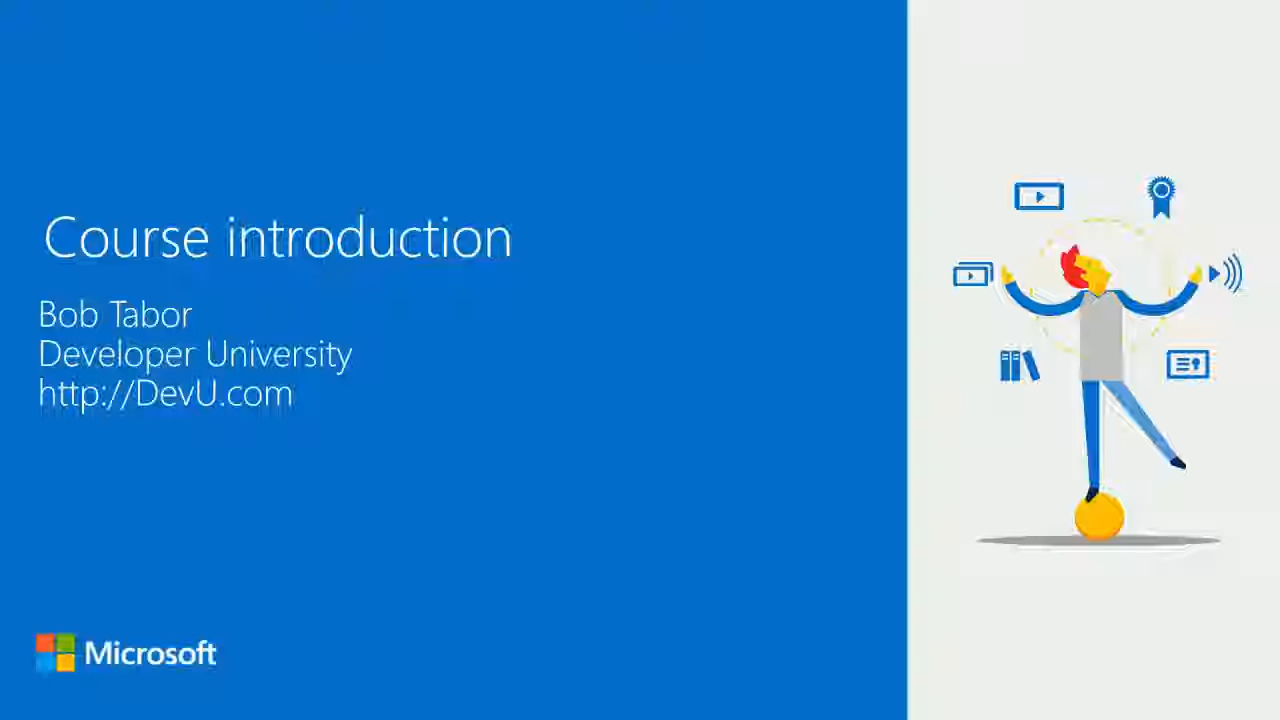 Course introduction
Bob Tabor
Developer University
http://DevU.com
Microsoft